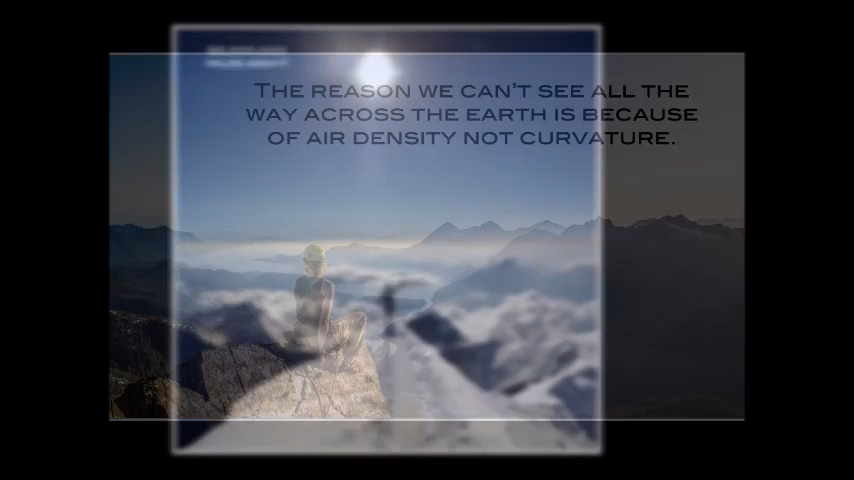 THE REASON WE CAN'T SEE ALL THE
WAY ACROSS THE EARTH IS BECAUSE
OF AIR DENSITY NOT CURVATURE.